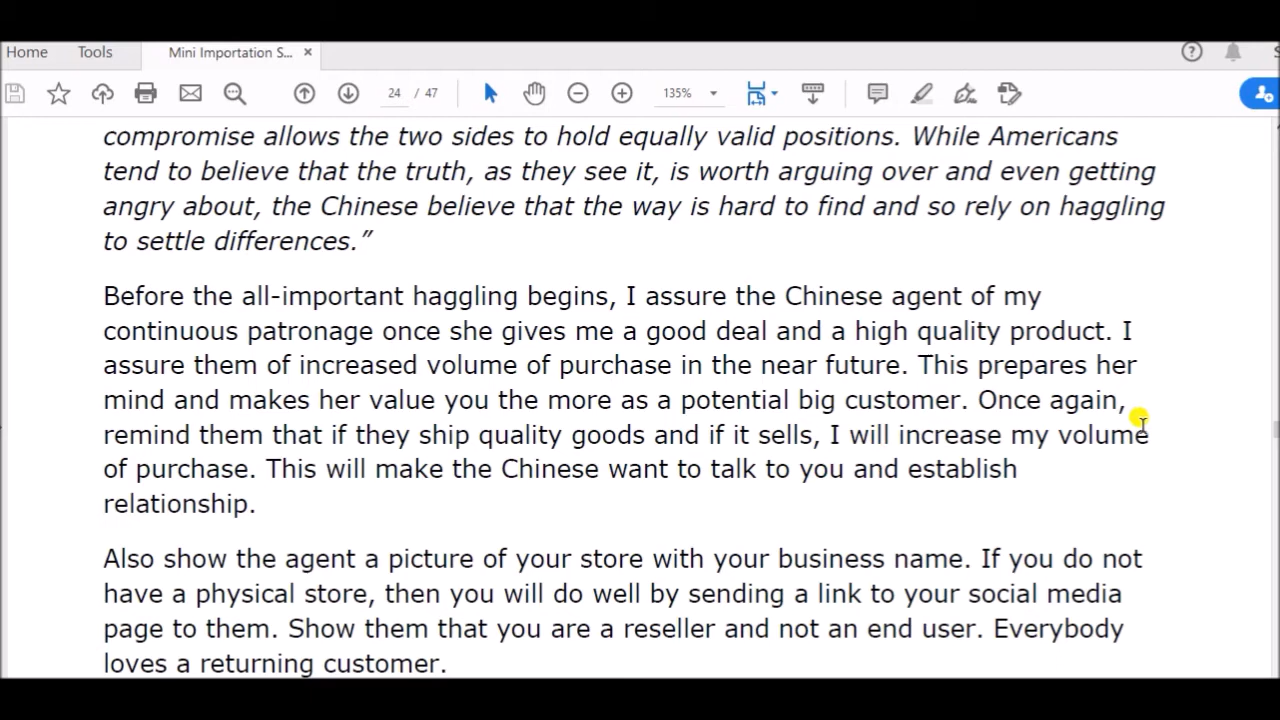 Home Tools Mini Importation S... ×
24 / 47 135%
compromise allows the two sides to hold equally valid positions. While Americans
tend to believe that the truth, as they see it, is worth arguing over and even getting
angry about, the Chinese believe that the way is hard to find and so rely on haggling
to settle differences.”
Before the all-important haggling begins, I assure the Chinese agent of my
continuous patronage once she gives me a good deal and a high quality product. I
assure them of increased volume of purchase in the near future. This prepares her
mind and makes her value you the more as a potential big customer. Once again,
remind them that if they ship quality goods and if it sells, I will increase my volume
of purchase. This will make the Chinese want to talk to you and establish
relationship.
Also show the agent a picture of your store with your business name. If you do not
have a physical store, then you will do well by sending a link to your social media
page to them. Show them that you are a reseller and not an end user. Everybody
loves a returning customer.